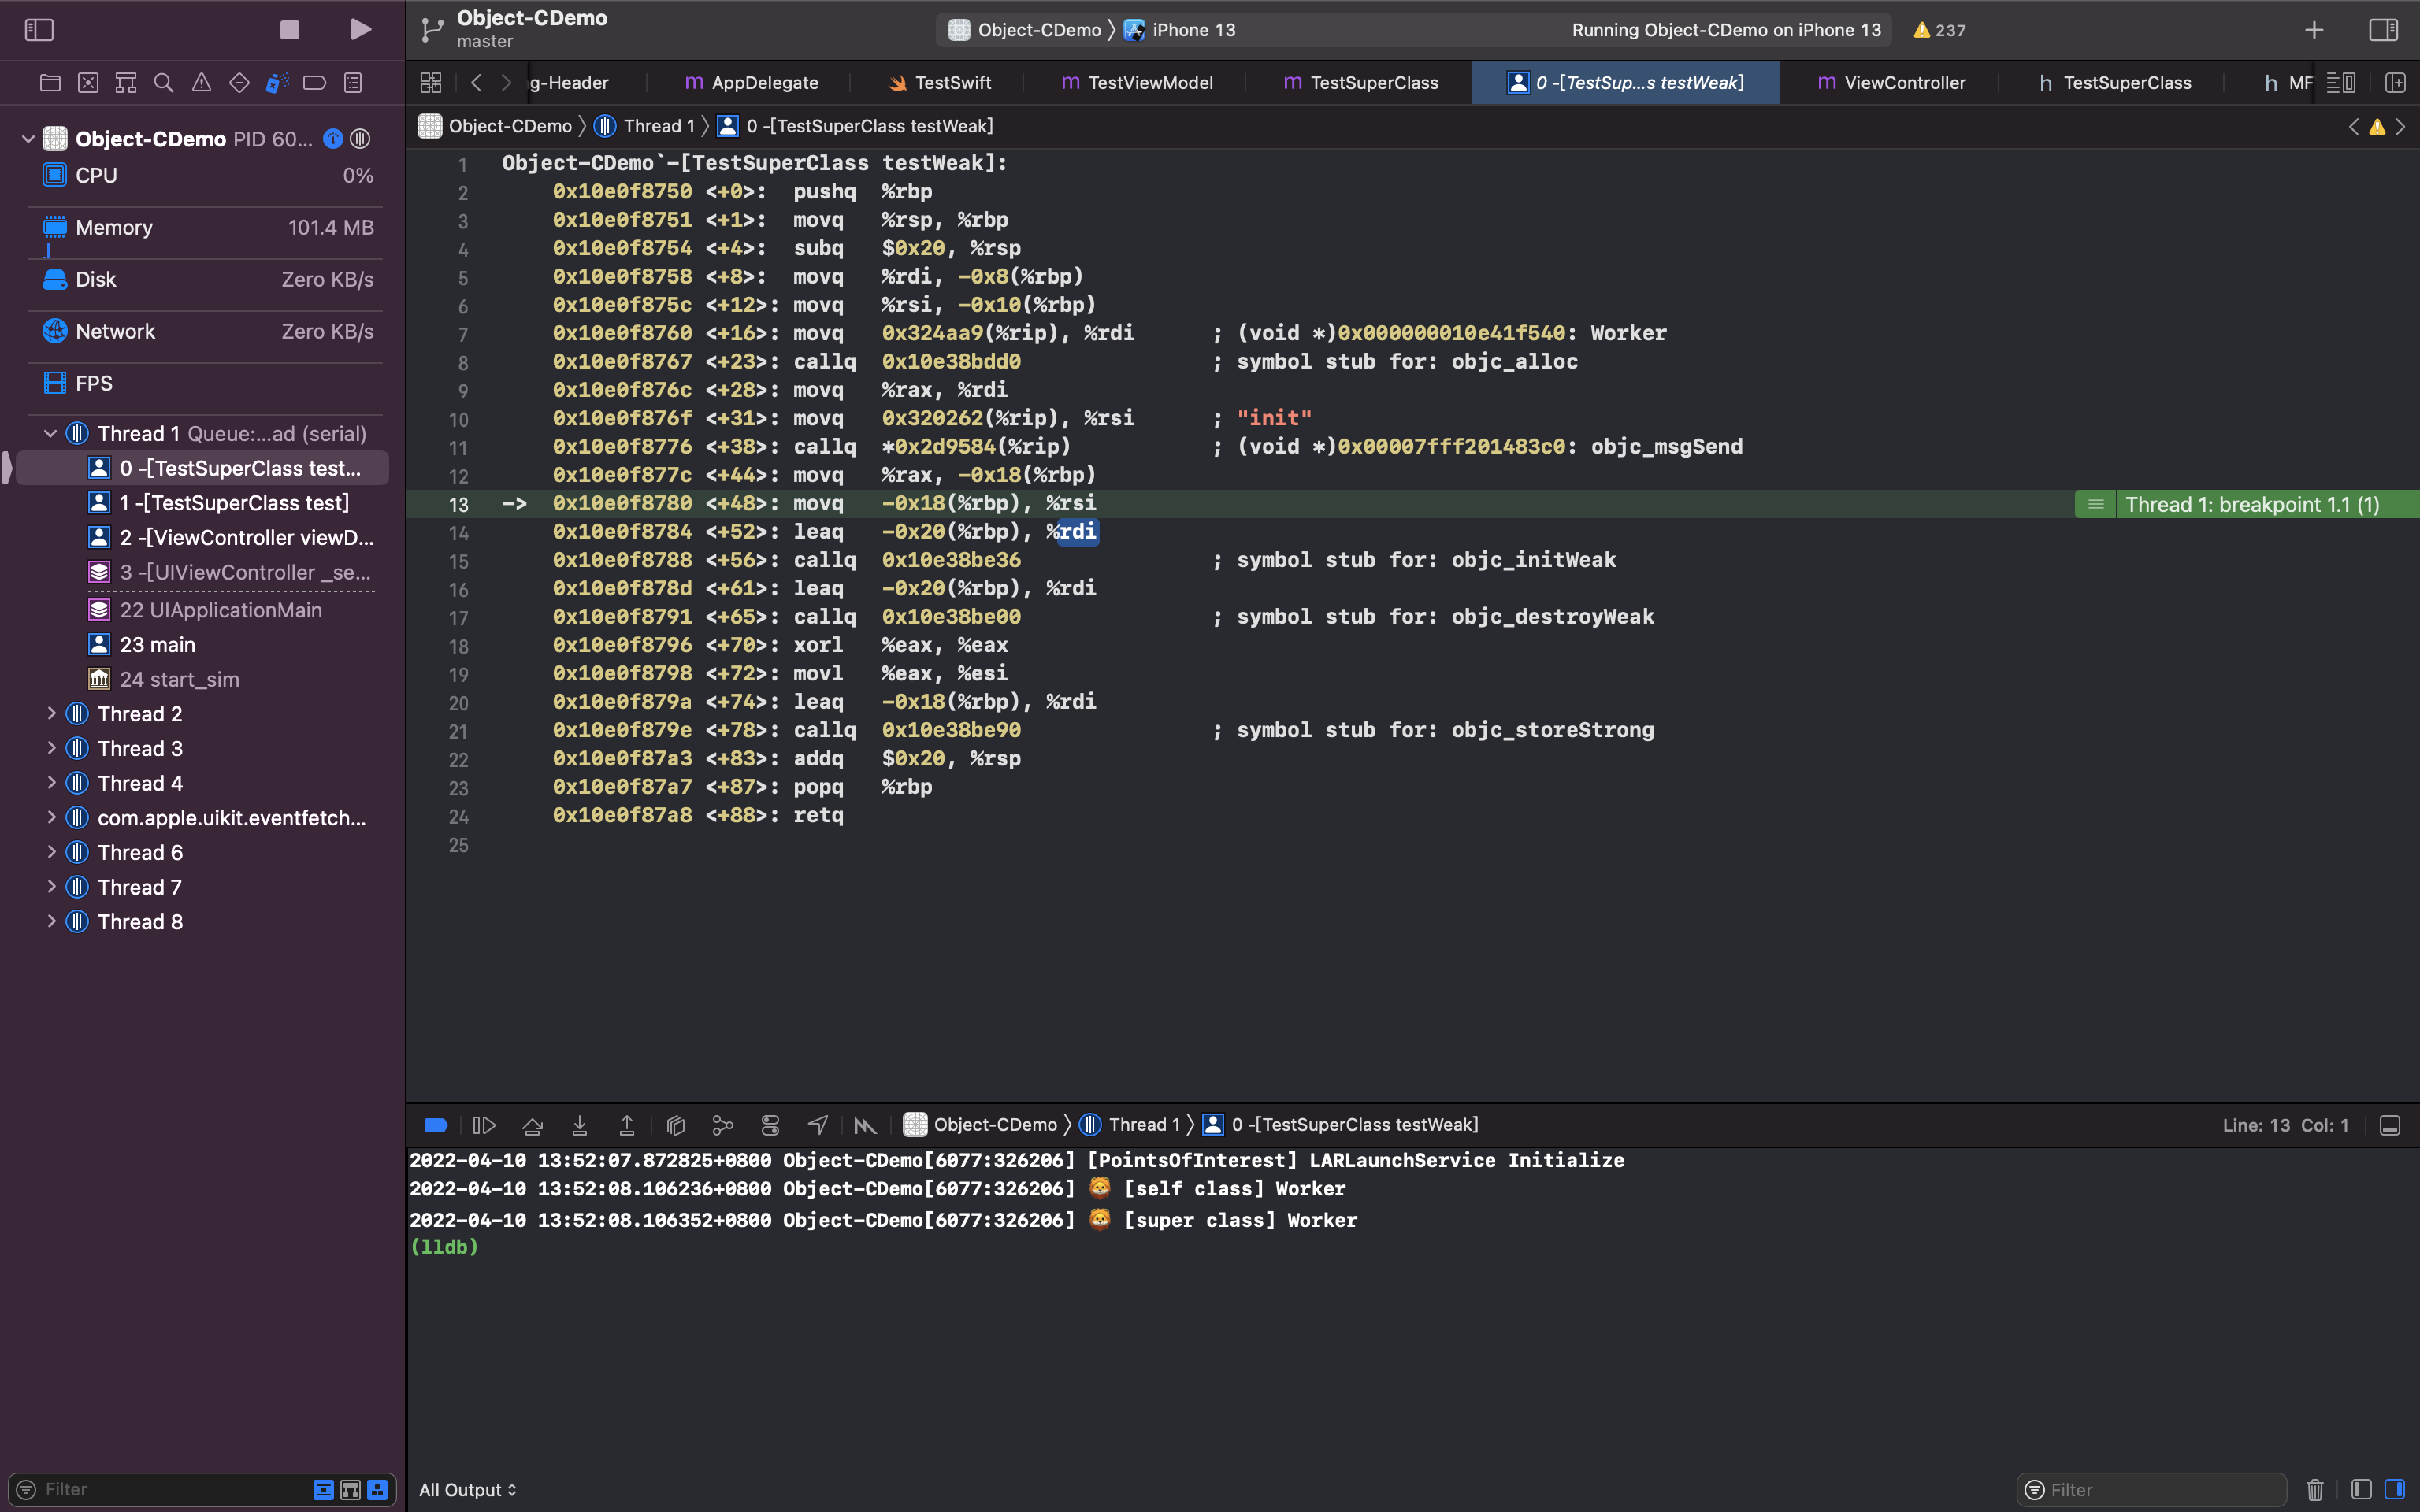 Object-CDemo
master
Object-CDemo 〉 iPhone 13
Running Object-CDemo on iPhone 13
237
g-Header
m AppDelegate
TestSwift
m TestViewModel
m TestSuperClass
0 -[TestSup...s testWeak]
m ViewController
h TestSuperClass
h MF
Object-CDemo 〉 Thread 1 〉 0 -[TestSuperClass testWeak]
Object-CDemo PID 60...
CPU 0%
Memory 101.4 MB
Disk Zero KB/s
Network Zero KB/s
FPS
Thread 1 Queue:...ad (serial)
0 -[TestSuperClass test...
1 -[TestSuperClass test]
2 -[ViewController viewD...
3 -[UIViewController _se...
22 UIApplicationMain
23 main
24 start_sim
Thread 2
Thread 3
Thread 4
com.apple.uikit.eventfetch...
Thread 6
Thread 7
Thread 8
Filter
1 Object-CDemo`-[TestSuperClass testWeak]:
2 0x10e0f8750 <+0>: pushq %rbp
3 0x10e0f8751 <+1>: movq %rsp, %rbp
4 0x10e0f8754 <+4>: subq $0x20, %rsp
5 0x10e0f8758 <+8>: movq %rdi, -0x8(%rbp)
6 0x10e0f875c <+12>: movq %rsi, -0x10(%rbp)
7 0x10e0f8760 <+16>: movq 0x324aa9(%rip), %rdi ; (void *)0x000000010e41f540: Worker
8 0x10e0f8767 <+23>: callq 0x10e38bdd0 ; symbol stub for: objc_alloc
9 0x10e0f876c <+28>: movq %rax, %rdi
10 0x10e0f876f <+31>: movq 0x320262(%rip), %rsi ; "init"
11 0x10e0f8776 <+38>: callq *0x2d9584(%rip) ; (void *)0x00007fff201483c0: objc_msgSend
12 0x10e0f877c <+44>: movq %rax, -0x18(%rbp)
13 -> 0x10e0f8780 <+48>: movq -0x18(%rbp), %rsi Thread 1: breakpoint 1.1 (1)
14 0x10e0f8784 <+52>: leaq -0x20(%rbp), %rdi
15 0x10e0f8788 <+56>: callq 0x10e38be36 ; symbol stub for: objc_initWeak
16 0x10e0f878d <+61>: leaq -0x20(%rbp), %rdi
17 0x10e0f8791 <+65>: callq 0x10e38be00 ; symbol stub for: objc_destroyWeak
18 0x10e0f8796 <+70>: xorl %eax, %eax
19 0x10e0f8798 <+72>: movl %eax, %esi
20 0x10e0f879a <+74>: leaq -0x18(%rbp), %rdi
21 0x10e0f879e <+78>: callq 0x10e38be90 ; symbol stub for: objc_storeStrong
22 0x10e0f87a3 <+83>: addq $0x20, %rsp
23 0x10e0f87a7 <+87>: popq %rbp
24 0x10e0f87a8 <+88>: retq
25
Object-CDemo 〉 Thread 1 〉 0 -[TestSuperClass testWeak]
Line: 13 Col: 1
2022-04-10 13:52:07.872825+0800 Object-CDemo[6077:326206] [PointsOfInterest] LARLaunchService Initialize
2022-04-10 13:52:08.106236+0800 Object-CDemo[6077:326206] 🦁 [self class] Worker
2022-04-10 13:52:08.106352+0800 Object-CDemo[6077:326206] 🦁 [super class] Worker
(lldb)
All Output
Filter